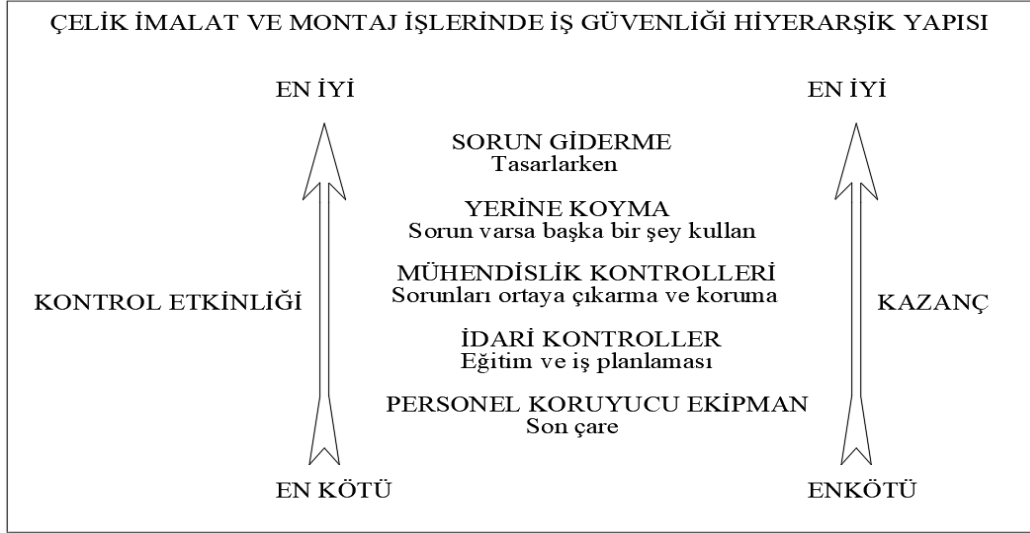 ÇELİK İMALAT VE MONTAJ İŞLERİNDE İŞ GÜVENLİĞİ HİYERARŞİK YAPISI
EN İYİ
EN İYİ
SORUN GİDERME
Tasarlarken
YERİNE KOYMA
Sorun varsa başka bir şey kullan
MÜHENDİSLİK KONTROLLERİ
Sorunları ortaya çıkarma ve koruma
KONTROL ETKİNLİĞİ
KAZANÇ
İDARİ KONTROLLER
Eğitim ve iş planlaması
PERSONEL KORUYUCU EKİPMAN
Son çare
EN KÖTÜ
ENKÖTÜ